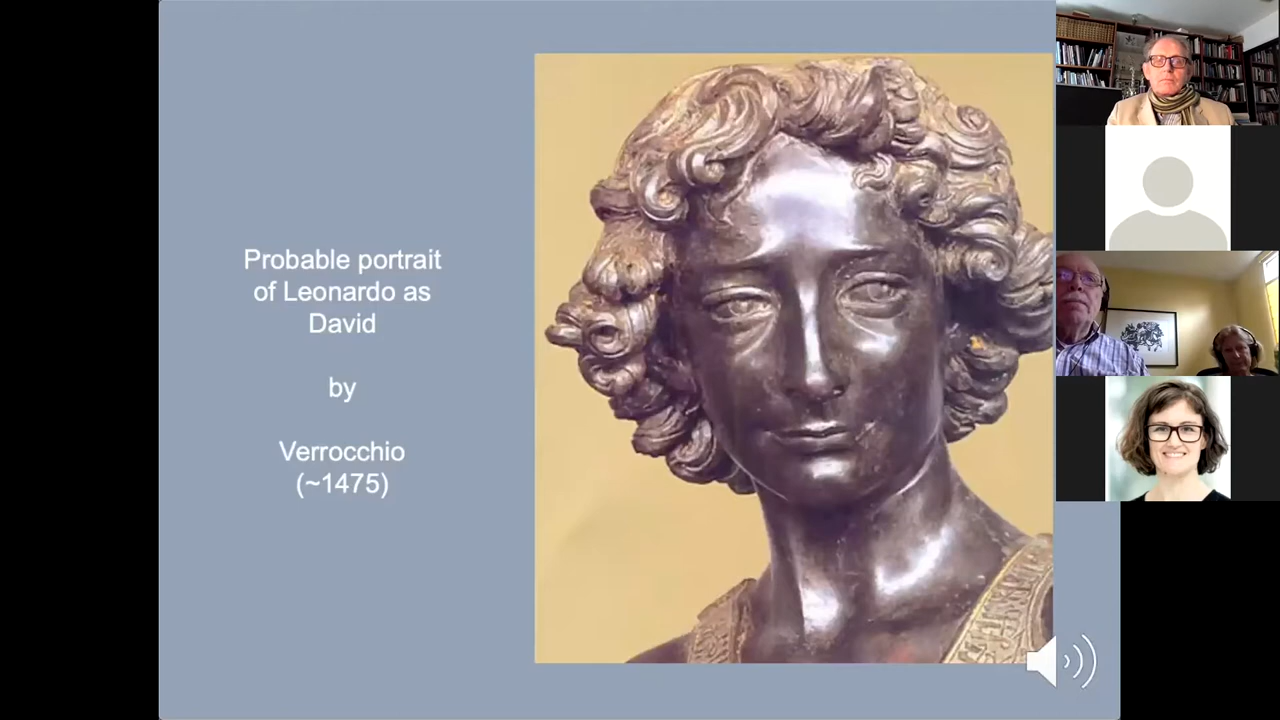 Probable portrait
of Leonardo as
David
by
Verrocchio
(~1475)